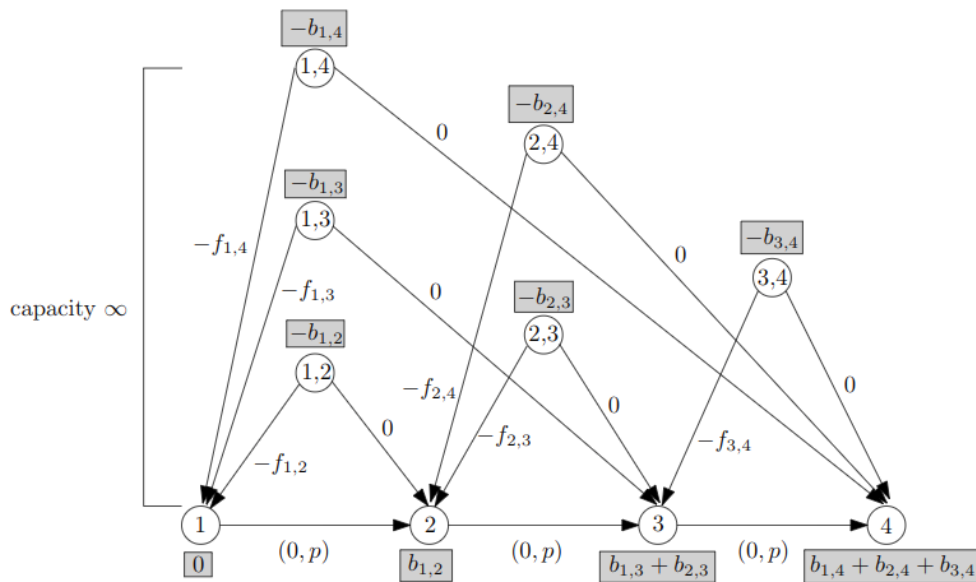 −b₁,₄
1,4
−b₂,₄
2,4
0
−b₁,₃
1,3
−b₃,₄
3,4
−f₁,₄
0
0
−f₁,₃
−b₂,₃
2,3
capacity ∞
−b₁,₂
1,2
−f₂,₄
0
0
0
−f₂,₃
−f₃,₄
−f₁,₂
1
2
3
4
(0, p)
(0, p)
(0, p)
0
b₁,₂
b₁,₃ + b₂,₃
b₁,₄ + b₂,₄ + b₃,₄